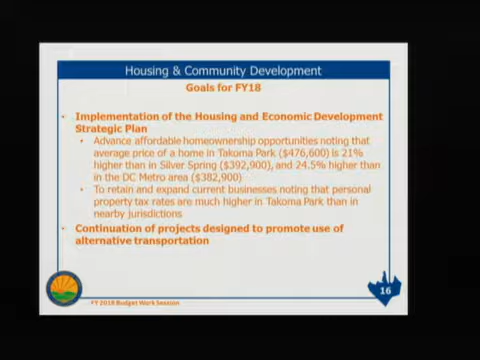 Housing & Community Development
Goals for FY18
• Implementation of the Housing and Economic Development
Strategic Plan
• Advance affordable homeownership opportunities noting that
average price of a home in Takoma Park ($476,600) is 21%
higher than in Silver Spring ($392,900), and 24.5% higher than
in the DC Metro area ($382,900)
• To retain and expand current businesses noting that personal
property tax rates are much higher in Takoma Park than in
nearby jurisdictions
• Continuation of projects designed to promote use of
alternative transportation
16
FY 2018 Budget Work Session